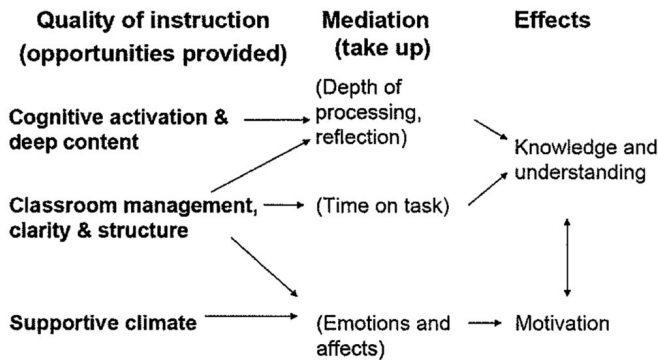 Quality of instruction
(opportunities provided)
Mediation
(take up)
Effects
Cognitive activation &
deep content
(Depth of
processing,
reflection)
Knowledge and
understanding
Classroom management,
clarity & structure
(Time on task)
Supportive climate
(Emotions and
affects)
Motivation